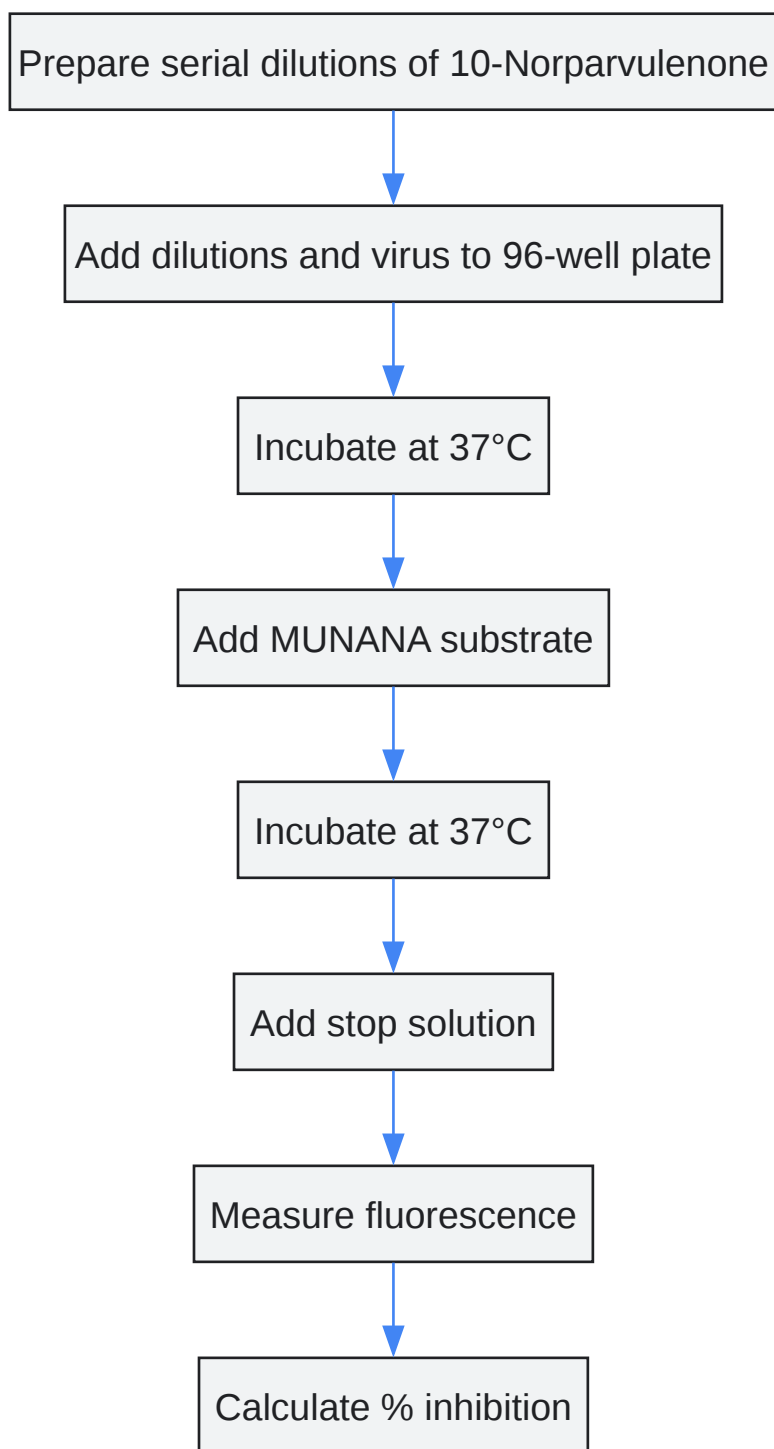 Prepare serial dilutions of 10-Norparvulenone
Add dilutions and virus to 96-well plate
Incubate at 37°C
Add MUNANA substrate
Incubate at 37°C
Add stop solution
Measure fluorescence
Calculate % inhibition